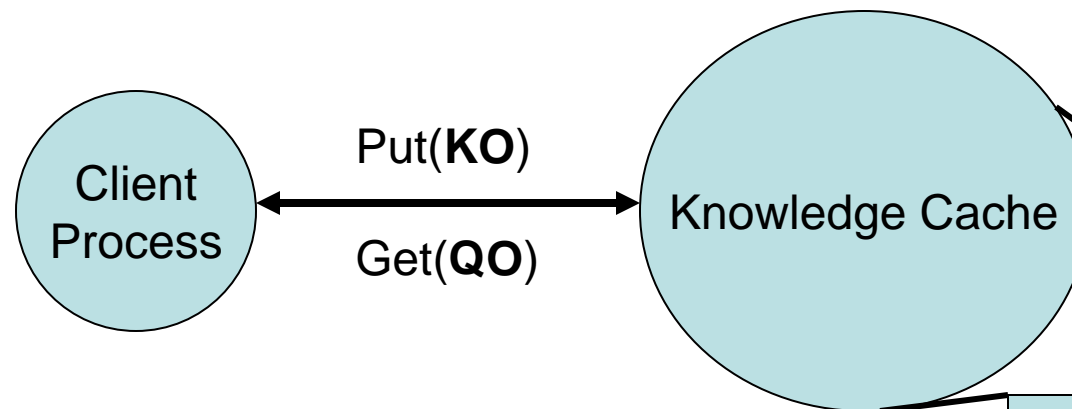 Client
Process
Put(KO)
Get(QO)
Knowledge Cache